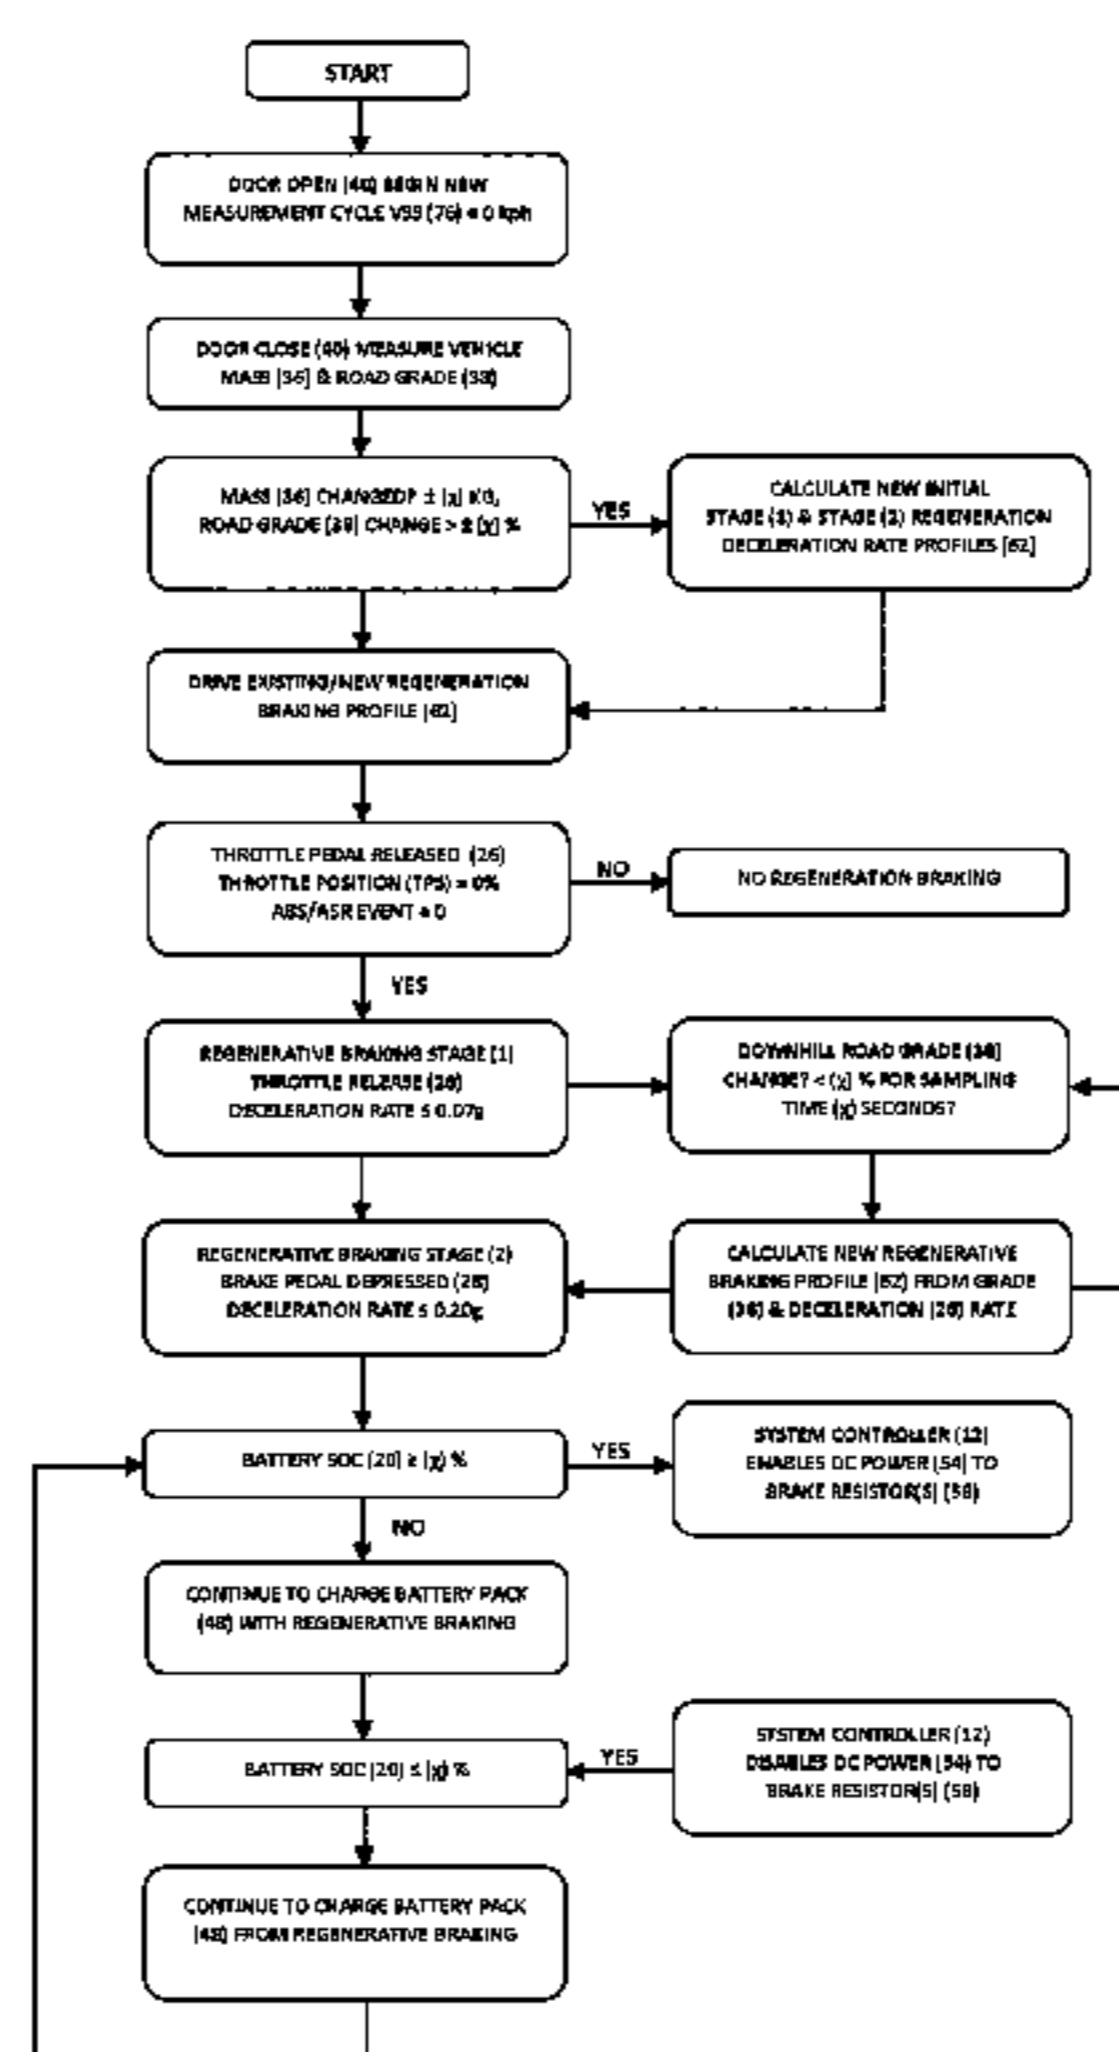 START
DOOR OPEN (40) BEGIN NEW
MEASUREMENT CYCLE VSS (76) = 0 kph
DOOR CLOSE (40) MEASURE VEHICLE
MASS (36) & ROAD GRADE (38)
MASS (36) CHANGED? ± (χ) KG,
ROAD GRADE (38) CHANGE > ± (χ) %
YES
CALCULATE NEW INITIAL
STAGE (1) & STAGE (2) REGENERATION
DECELERATION RATE PROFILES (62)
DRIVE EXISTING/NEW REGENERATION
BRAKING PROFILE (62)
THROTTLE PEDAL RELEASED (26)
THROTTLE POSITION (TPS) = 0%
ABS/ASR EVENT = 0
NO
NO REGENERATION BRAKING
YES
REGENERATIVE BRAKING STAGE (1)
THROTTLE RELEASE (26)
DECELERATION RATE ≤ 0.07g
DOWNHILL ROAD GRADE (38)
CHANGE? < (χ) % FOR SAMPLING
TIME (χ) SECONDS?
REGENERATIVE BRAKING STAGE (2)
BRAKE PEDAL DEPRESSED (28)
DECELERATION RATE ≤ 0.20g
CALCULATE NEW REGENERATIVE
BRAKING PROFILE (62) FROM GRADE
(38) & DECELERATION RATE
BATTERY SOC (20) ≥ (χ) %
YES
SYSTEM CONTROLLER (12)
ENABLES DC POWER (54) TO
BRAKE RESISTOR(S) (58)
NO
CONTINUE TO CHARGE BATTERY PACK
(48) WITH REGENERATIVE BRAKING
BATTERY SOC (20) ≤ (χ) %
YES
SYSTEM CONTROLLER (12)
DISABLES DC POWER (54) TO
BRAKE RESISTOR(S) (58)
CONTINUE TO CHARGE BATTERY PACK
(48) FROM REGENERATIVE BRAKING